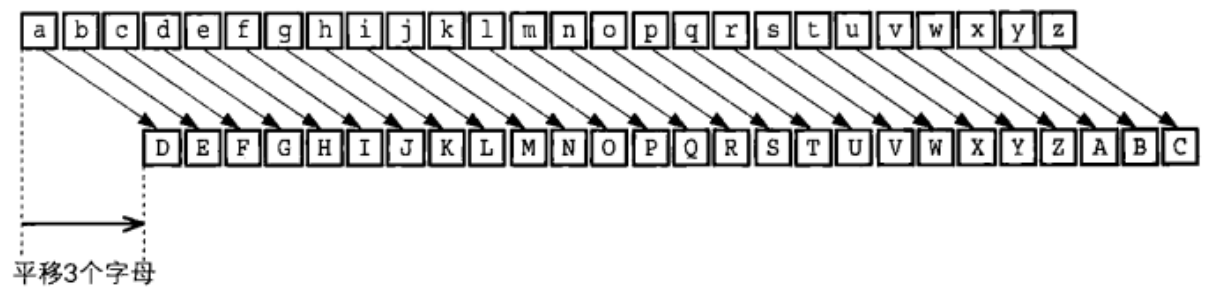 a b c d e f g h i j k l m n o p q r s t u v w x y z
D E F G H I J K L M N O P Q R S T U V W X Y Z A B C
平移3个字母